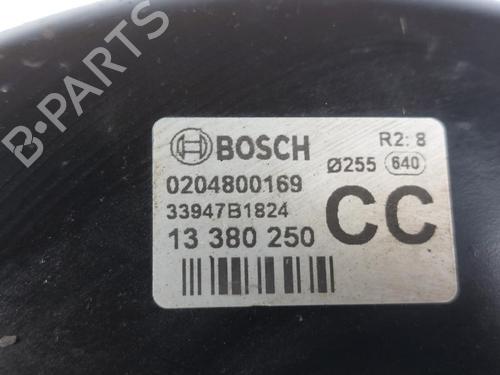 BOSCH
R2: 8
Ø255 640
0204800169
33947B1824
13 380 250
CC
B-PARTS